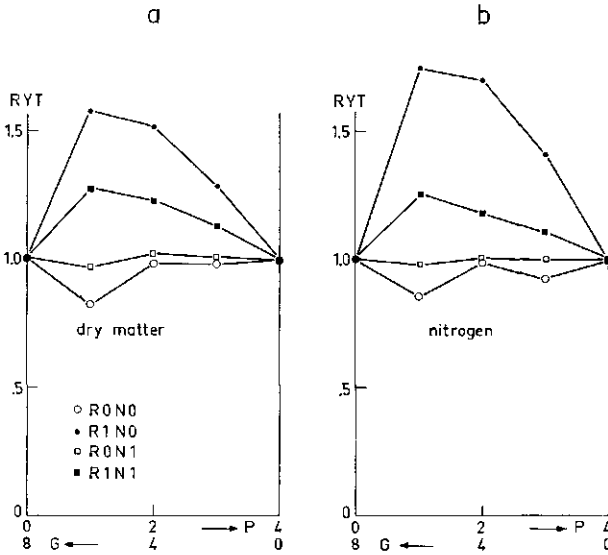 a
b
RYT
RYT
1.5
1.5
1.0
1.0
dry matter
nitrogen
.5
.5
R0N0
R1N0
R0N1
R1N1
0
0
0 2 P 4
8 G 4 0
0 2 P 4
8 G 4 0